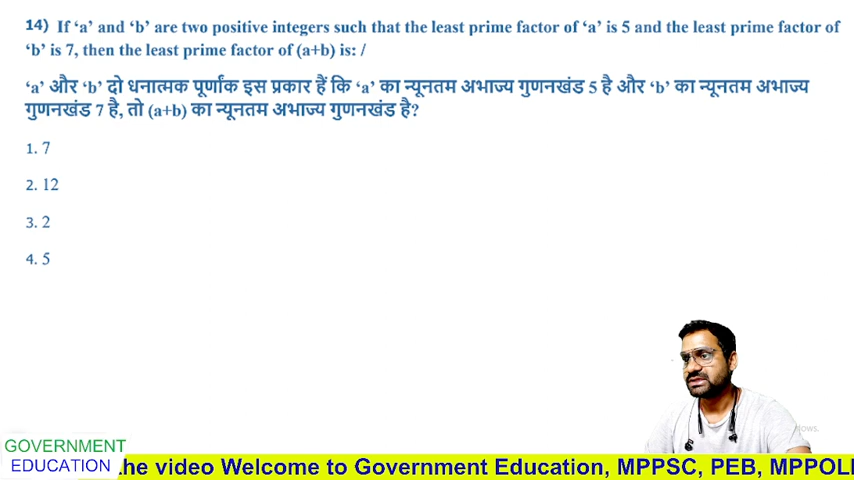 14) If ‘a’ and ‘b’ are two positive integers such that the least prime factor of ‘a’ is 5 and the least prime factor of
‘b’ is 7, then the least prime factor of (a+b) is: /
‘a’ और ‘b’ दो धनात्मक पूर्णांक इस प्रकार हैं कि ‘a’ का न्यूनतम अभाज्य गुणनखंड 5 है और ‘b’ का न्यूनतम अभाज्य
गुणनखंड 7 है, तो (a+b) का न्यूनतम अभाज्य गुणनखंड है?
1. 7
2. 12
3. 2
4. 5
GOVERNMENT
EDUCATION
the video Welcome to Government Education, MPPSC, PEB, MPPOLI